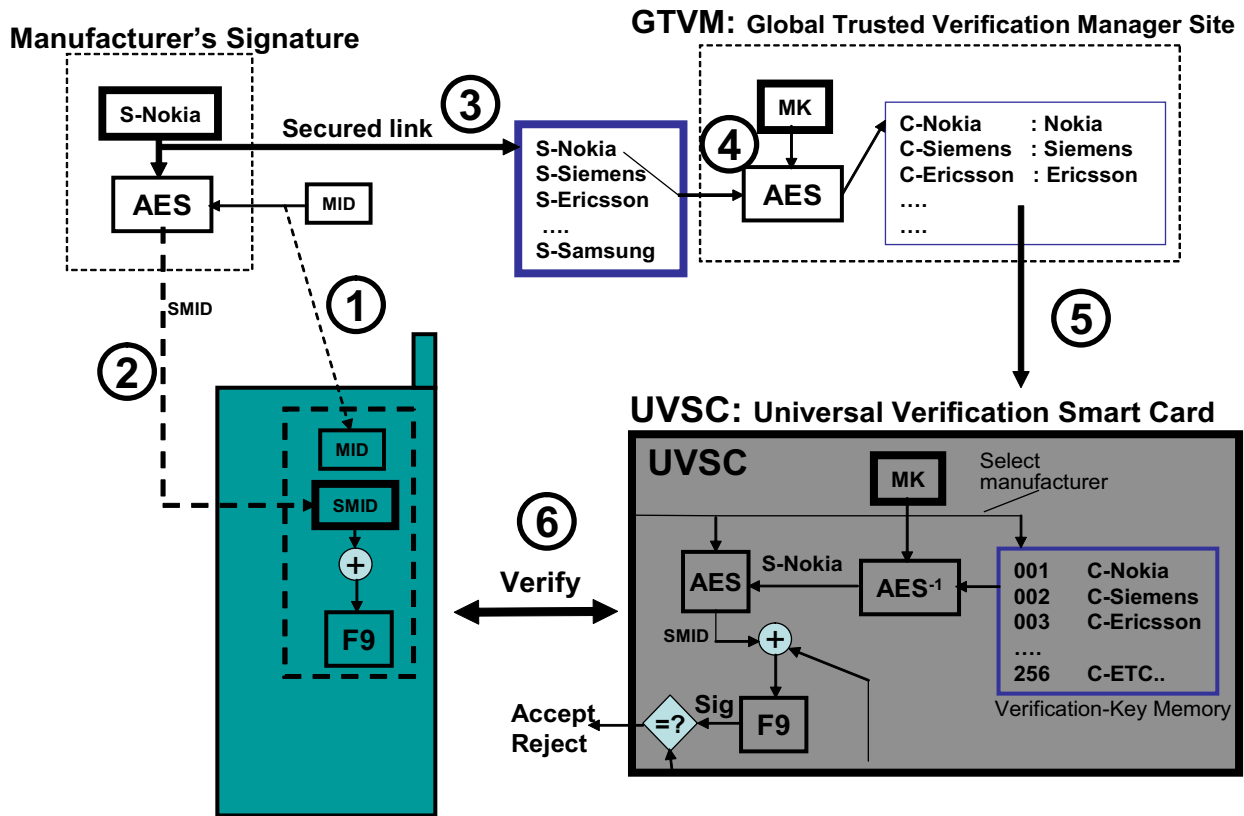 GTVM: Global Trusted Verification Manager Site
Manufacturer's Signature
S-Nokia
AES
MID
Secured link
3
S-Nokia
S-Siemens
S-Ericsson
....
S-Samsung
4
MK
AES
C-Nokia : Nokia
C-Siemens : Siemens
C-Ericsson : Ericsson
....
....
SMID
1
2
5
MID
SMID
+
F9
6
Verify
UVSC: Universal Verification Smart Card
UVSC
MK
Select
manufacturer
AES
S-Nokia
AES-1
001 C-Nokia
002 C-Siemens
003 C-Ericsson
....
256 C-ETC..
Verification-Key Memory
SMID
+
F9
Sig
=?
Accept
Reject